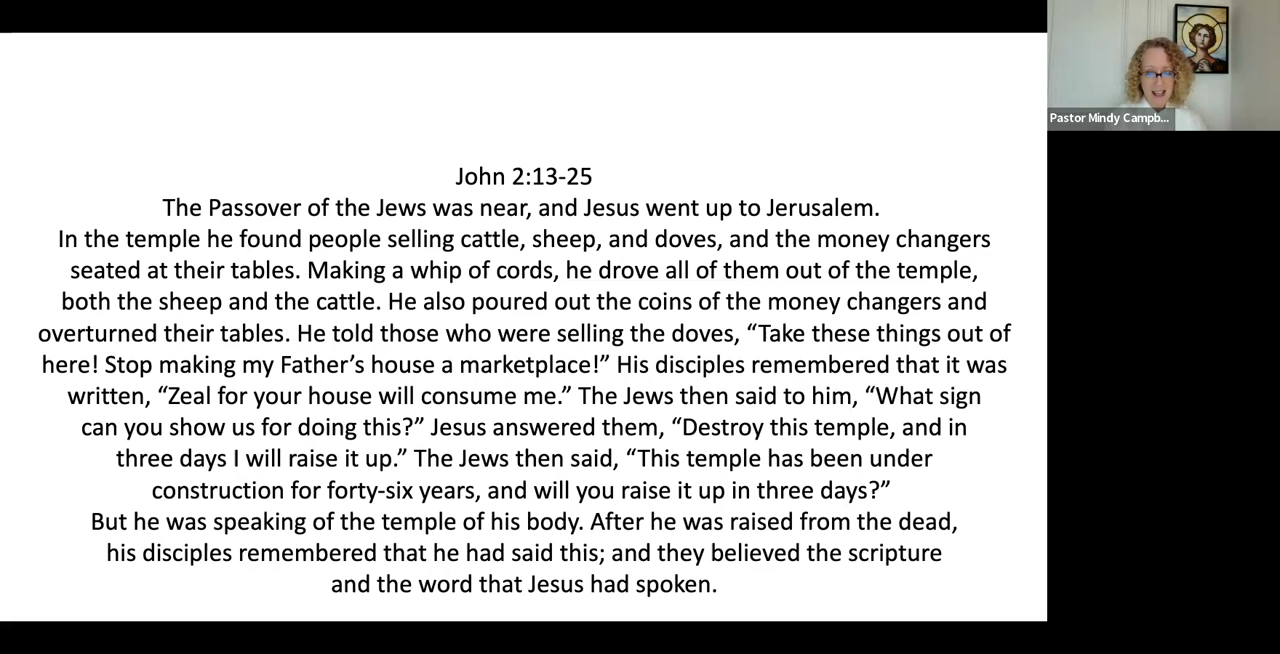 John 2:13-25
The Passover of the Jews was near, and Jesus went up to Jerusalem.
In the temple he found people selling cattle, sheep, and doves, and the money changers
seated at their tables. Making a whip of cords, he drove all of them out of the temple,
both the sheep and the cattle. He also poured out the coins of the money changers and
overturned their tables. He told those who were selling the doves, “Take these things out of
here! Stop making my Father’s house a marketplace!” His disciples remembered that it was
written, “Zeal for your house will consume me.” The Jews then said to him, “What sign
can you show us for doing this?” Jesus answered them, “Destroy this temple, and in
three days I will raise it up.” The Jews then said, “This temple has been under
construction for forty-six years, and will you raise it up in three days?”
But he was speaking of the temple of his body. After he was raised from the dead,
his disciples remembered that he had said this; and they believed the scripture
and the word that Jesus had spoken.
Pastor Mindy Campb...